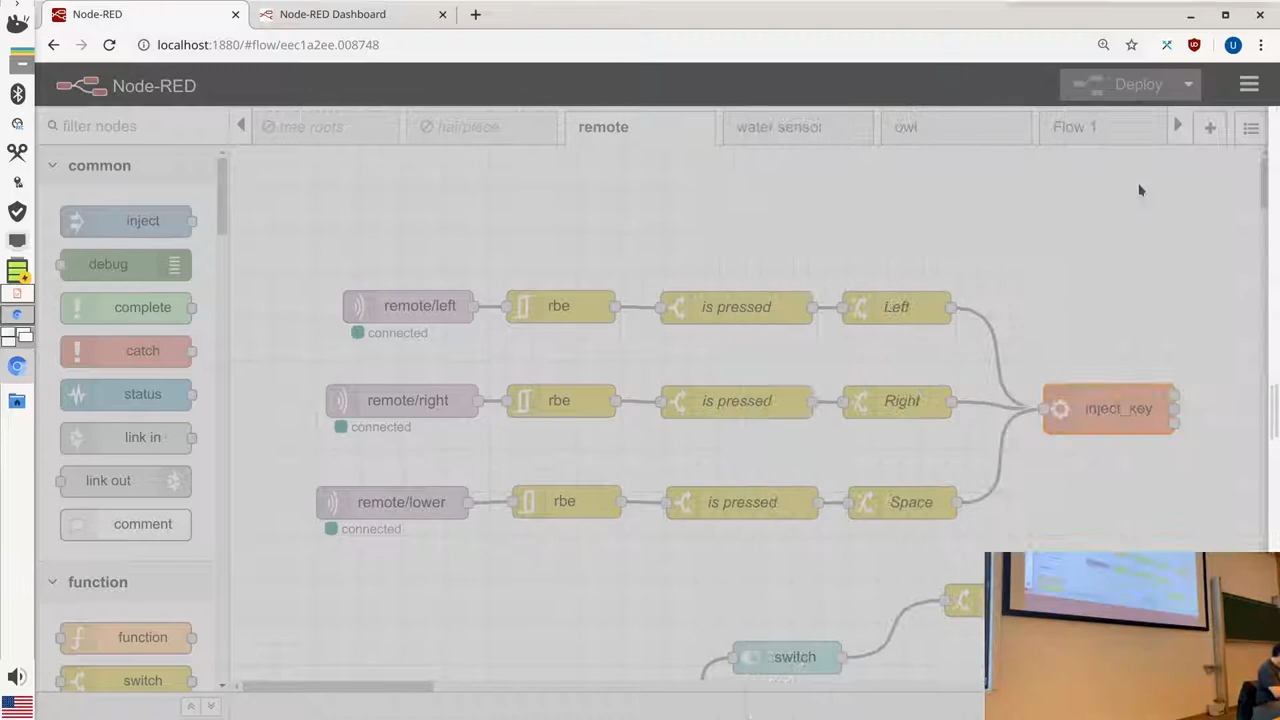 Node-RED
Node-RED Dashboard
localhost:1880/#flow/eec1a2ee.008748
U
Node-RED
Deploy
filter nodes
tree roots
hairpiece
remote
water sensor
owl
Flow 1
common
inject
debug
complete
catch
status
link in
link out
comment
function
function
switch
remote/left
connected
rbe
is pressed
Left
remote/right
connected
rbe
is pressed
Right
inject_key
remote/lower
connected
rbe
is pressed
Space
switch